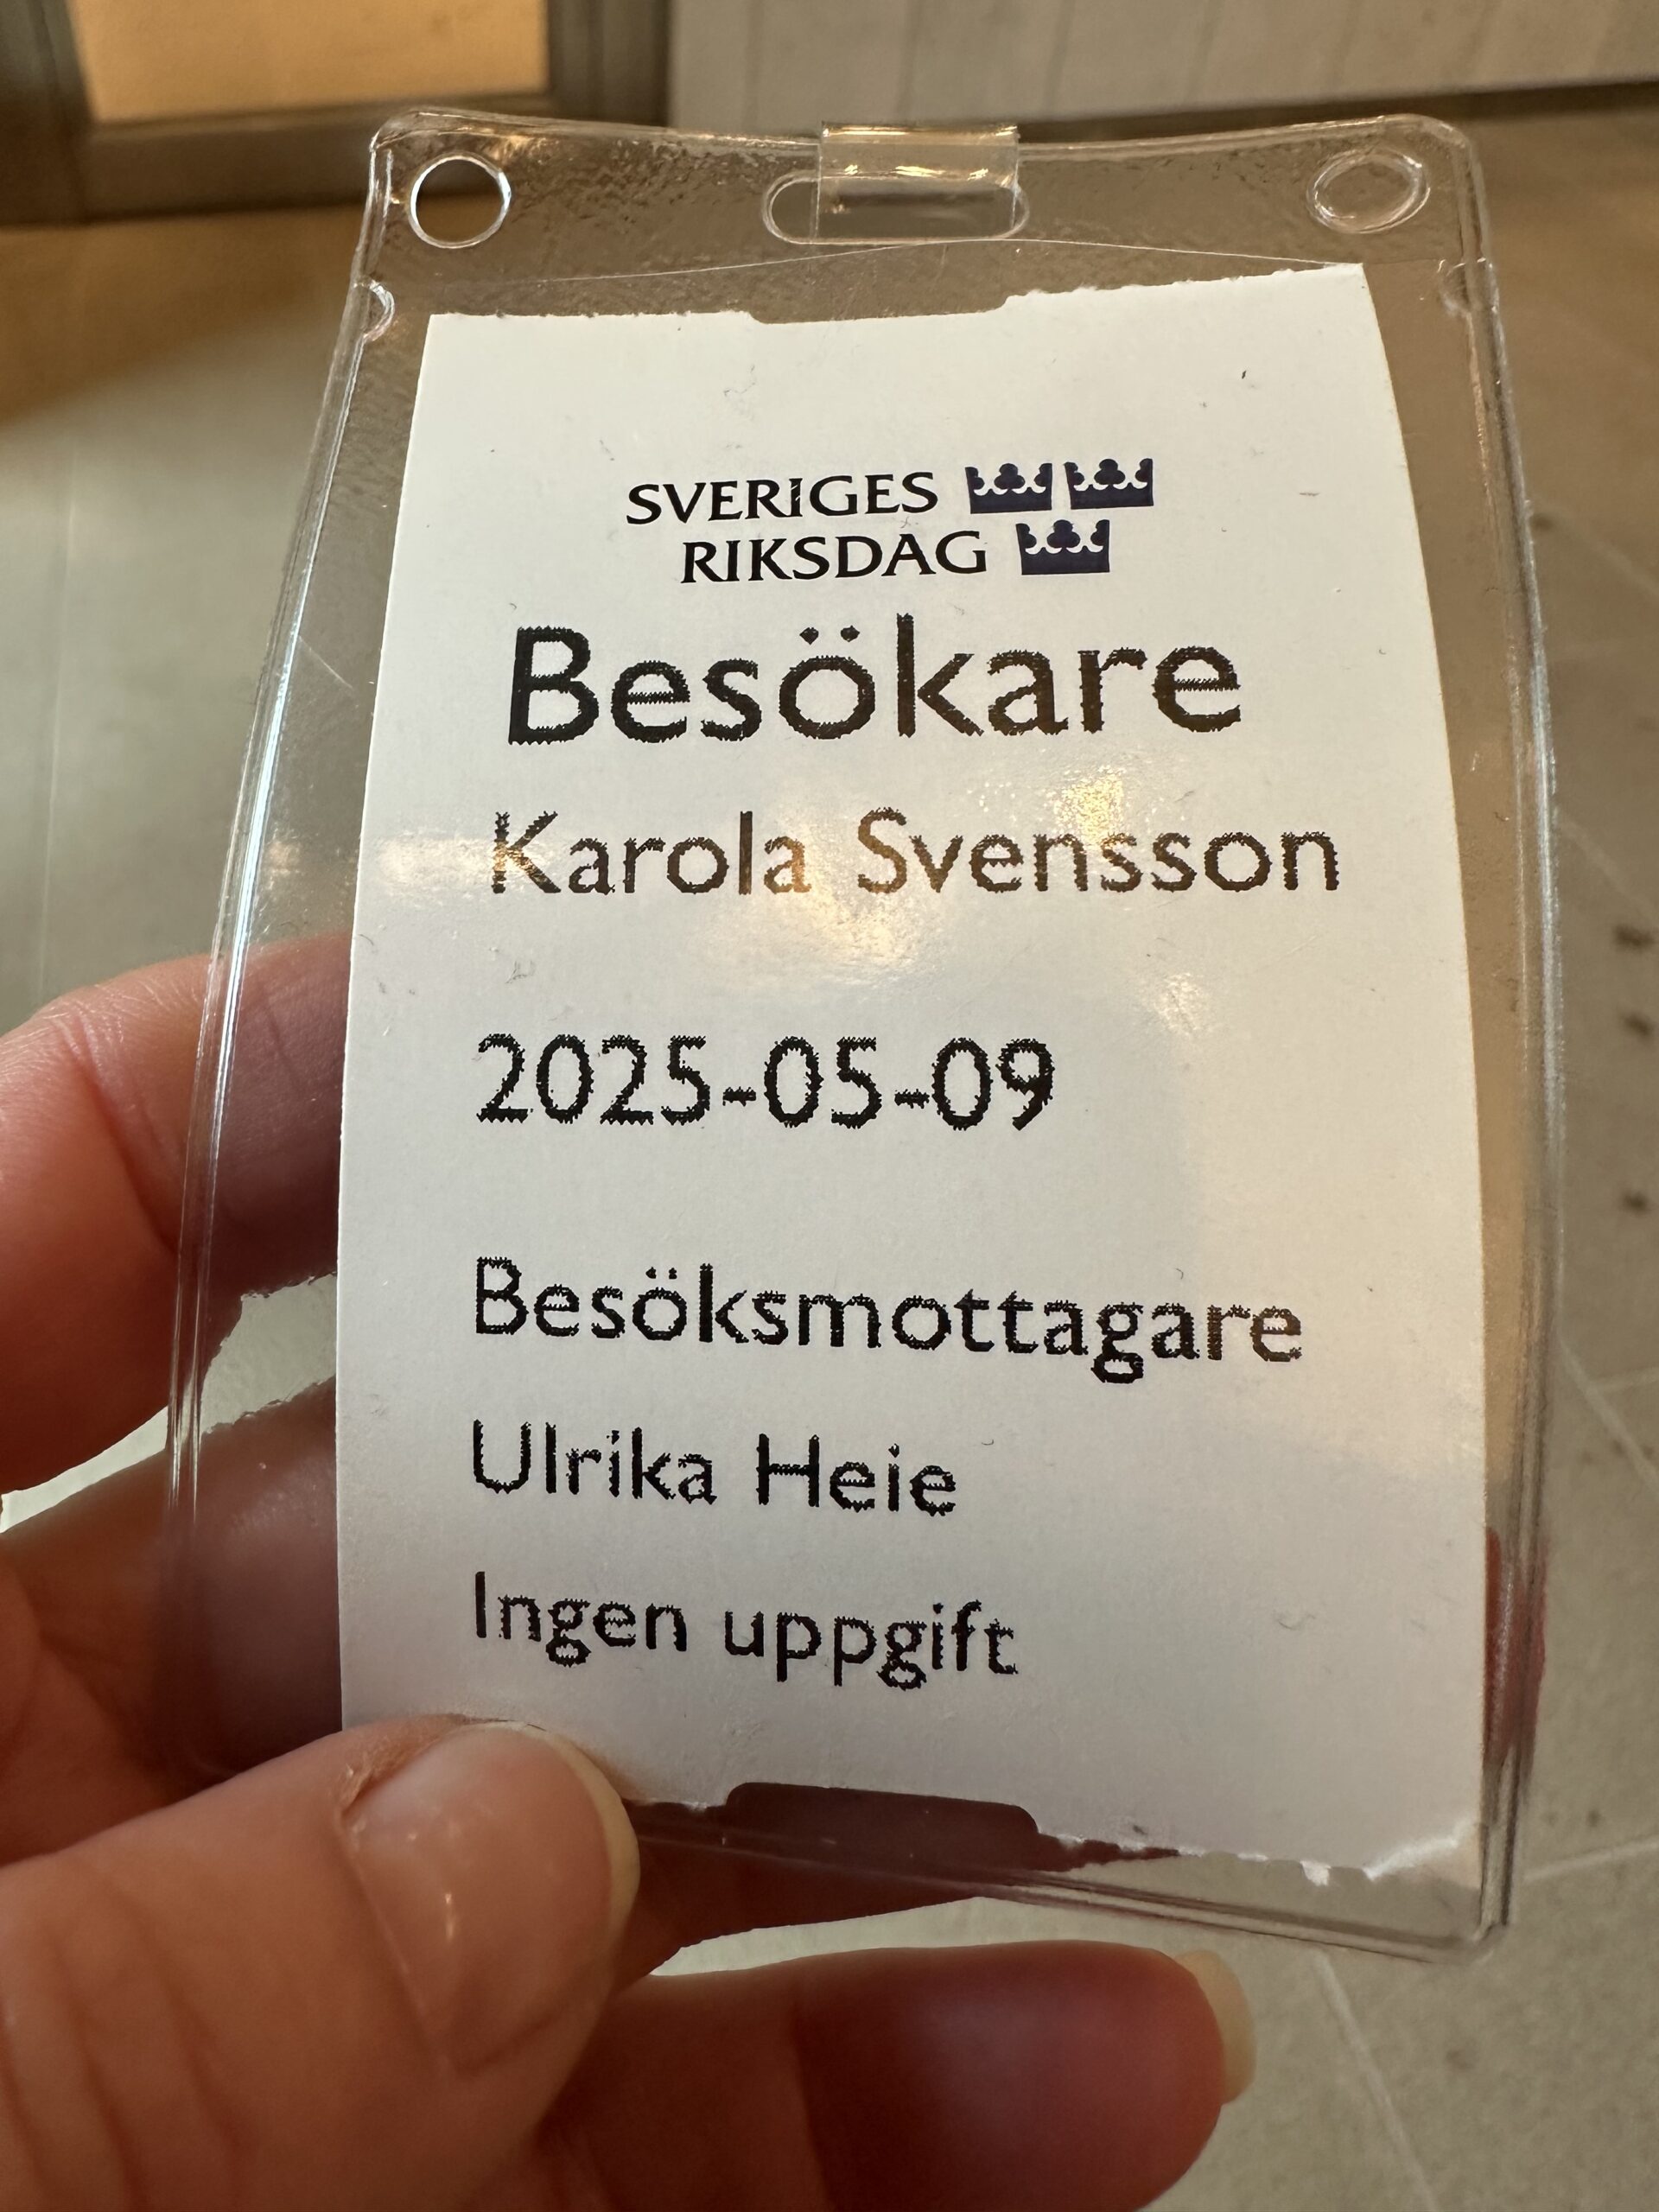 SVERIGES
RIKSDAG
Besökare
Karola Svensson
2025-05-09
Besöksmottagare
Ulrika Heie
Ingen uppgift